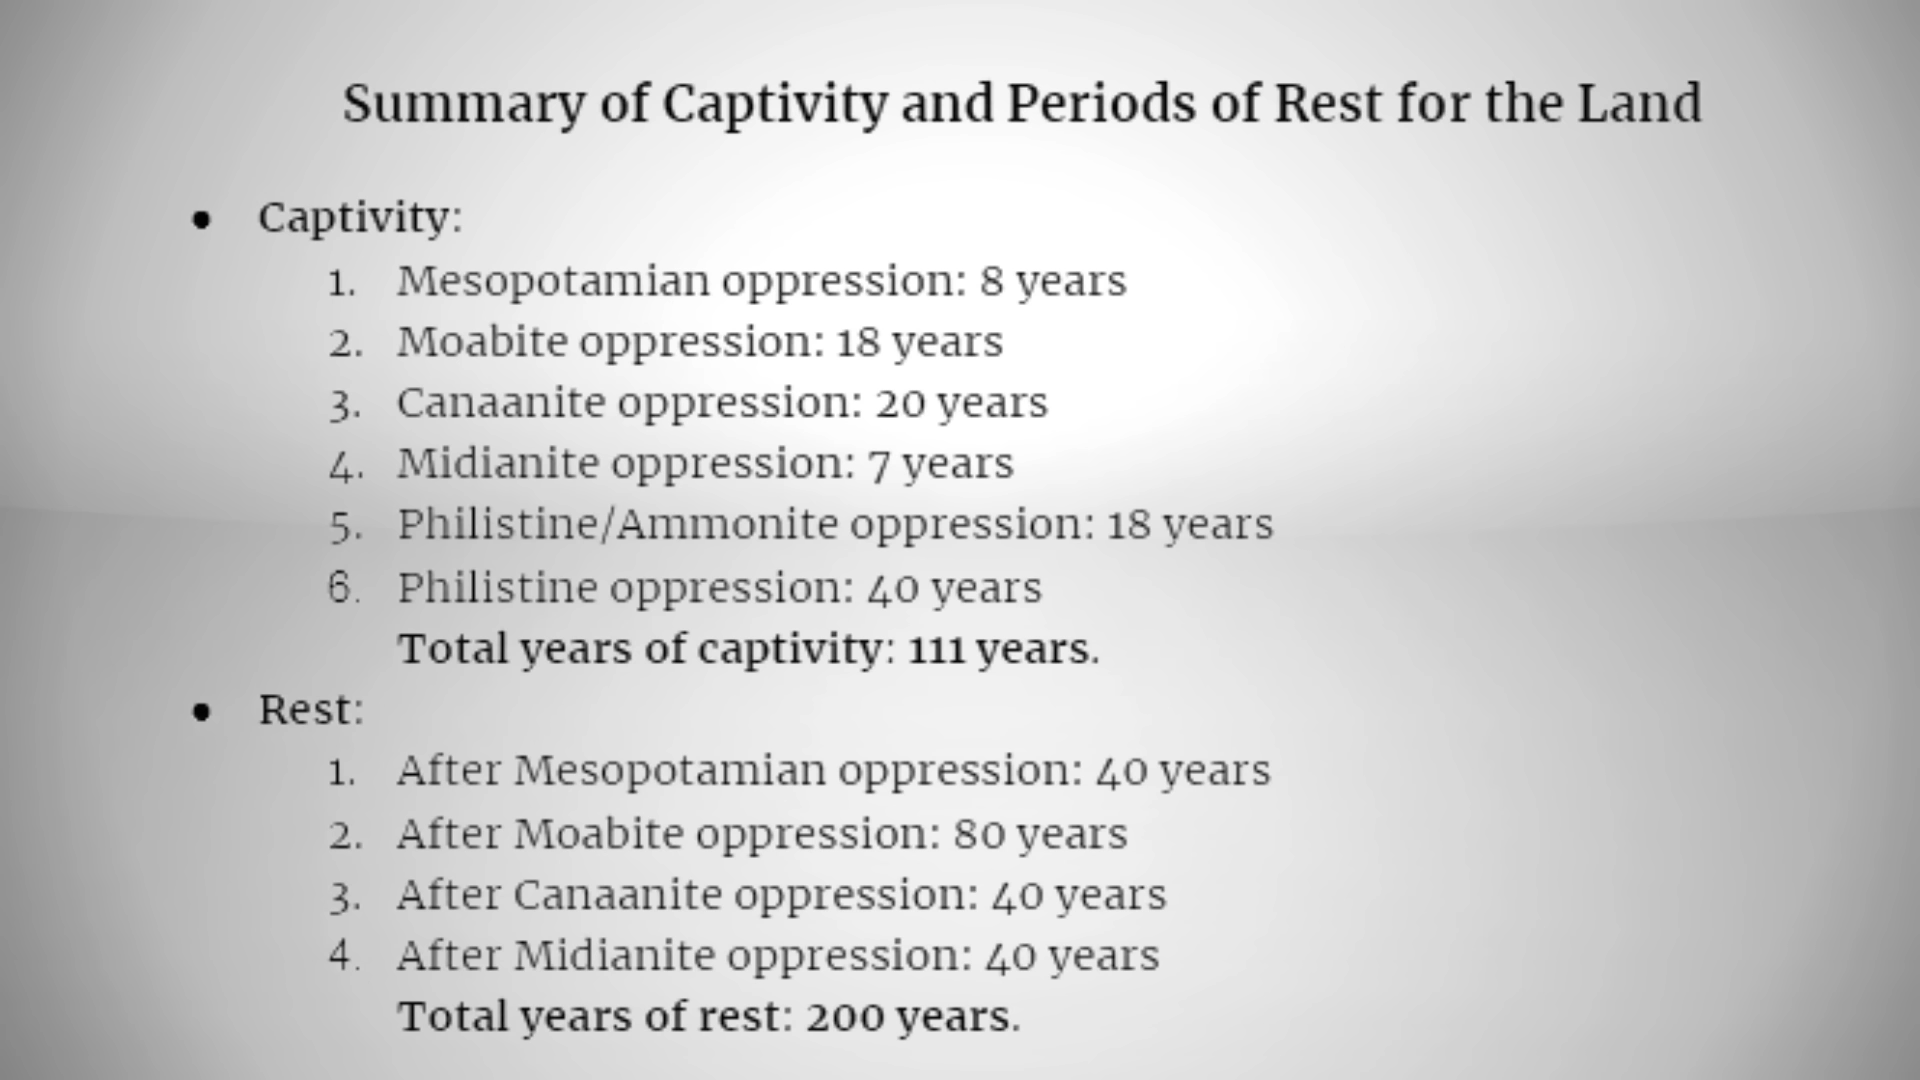 Summary of Captivity and Periods of Rest for the Land
● Captivity:
1. Mesopotamian oppression: 8 years
2. Moabite oppression: 18 years
3. Canaanite oppression: 20 years
4. Midianite oppression: 7 years
5. Philistine/Ammonite oppression: 18 years
6. Philistine oppression: 40 years
Total years of captivity: 111 years.
● Rest:
1. After Mesopotamian oppression: 40 years
2. After Moabite oppression: 80 years
3. After Canaanite oppression: 40 years
4. After Midianite oppression: 40 years
Total years of rest: 200 years.